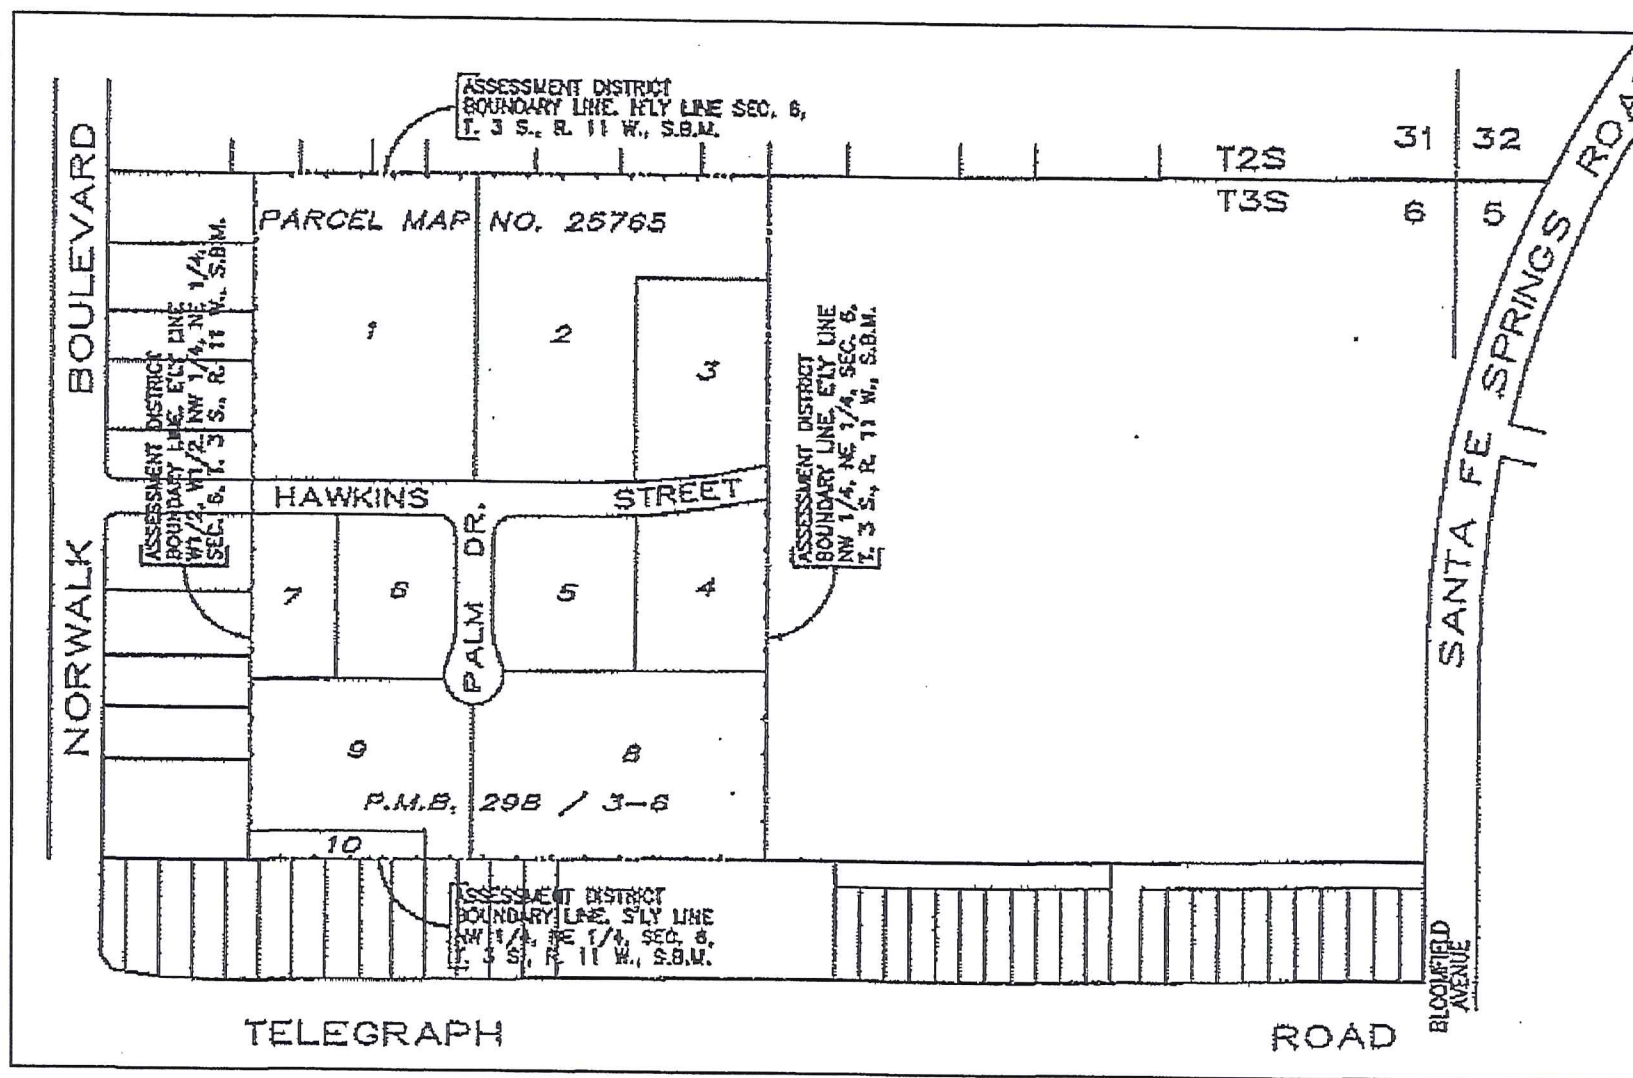 ASSESSMENT DISTRICT
BOUNDARY LINE. N'LY LINE SEC. 6,
T. 3 S., R. 11 W., S.B.M.
31 32
T2S
T3S
6 5
PARCEL MAP NO. 25765
1
2
3
NORWALK BOULEVARD
ASSESSMENT DISTRICT
BOUNDARY LINE. E'LY LINE
W1/2, W1/2, NW 1/4, NE 1/4,
SEC. 6, T. 3 S., R. 11 W., S.B.M.
ASSESSMENT DISTRICT
BOUNDARY LINE. E'LY LINE
NW 1/4, NE 1/4, SEC. 6,
T. 3 S., R. 11 W., S.B.M.
SANTA FE SPRINGS ROAD
HAWKINS STREET
PALM DR.
7
6
5
4
9
8
P.M.B. 298 / 3-6
10
ASSESSMENT DISTRICT
BOUNDARY LINE. S'LY LINE
NW 1/4, NE 1/4, SEC. 6,
T. 3 S., R. 11 W., S.B.M.
BLOOMFIELD
AVENUE
TELEGRAPH ROAD